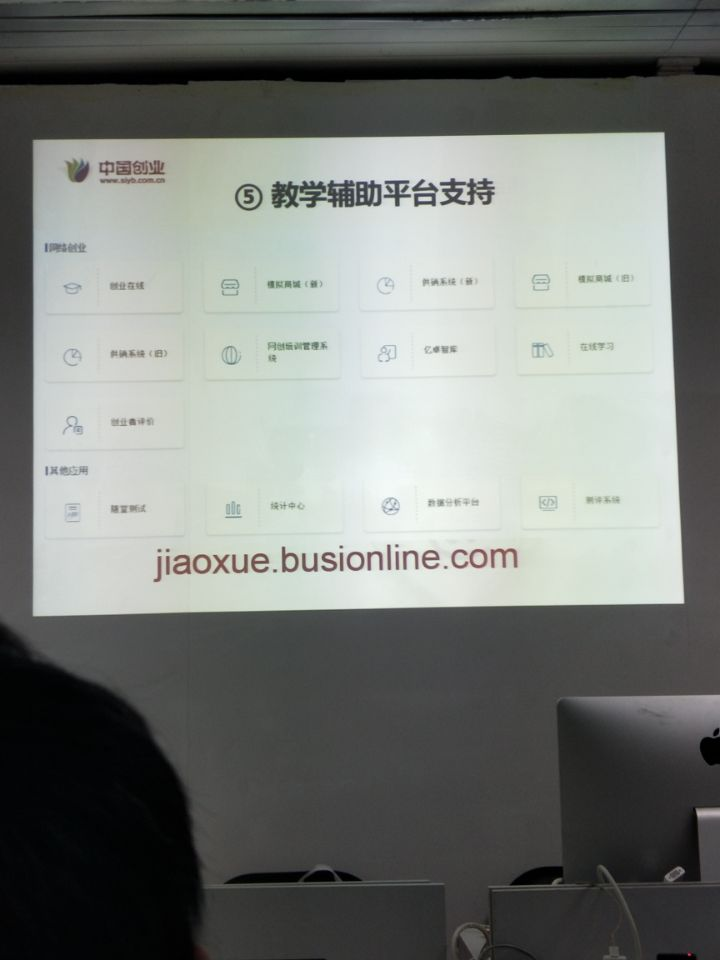 中国创业
www.siyb.com.cn
⑤ 教学辅助平台支持
网络创业
创业在线
模拟商城（新）
供销系统（新）
模拟商城（旧）
供销系统（旧）
网创培训管理系
统
亿卓智库
在线学习
创业者评价
其他应用
随堂测试
统计中心
数据分析平台
测评系统
jiaoxue.busionline.com